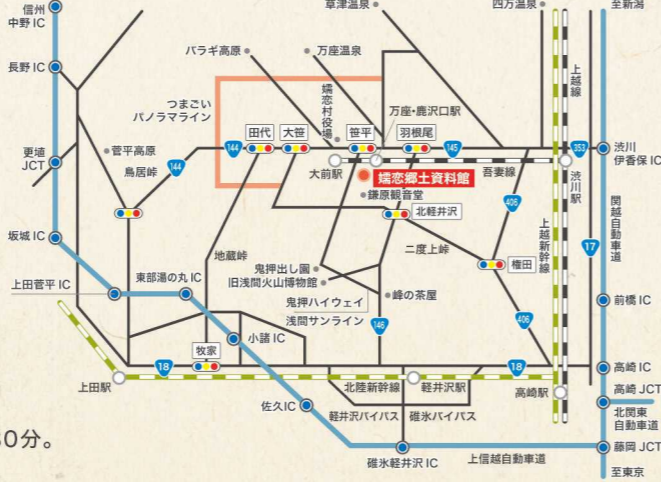 信州
中野 IC
草津温泉
四万温泉
至新潟
長野 IC
バラギ高原
万座温泉
上越線
つまごい
パノラマライン
嬬恋村役場
万座・鹿沢口駅
田代
大笹
笹平
羽根尾
144
145
353
渋川
伊香保 IC
更埴
JCT
菅平高原
鳥居峠
144
大前駅
吾妻線
渋川駅
嬬恋郷土資料館
鎌原観音堂
406
関越自動車道
北軽井沢
上越新幹線
17
坂城 IC
地蔵峠
二度上峠
上田菅平 IC
東部湯の丸 IC
鬼押出し園
旧浅間火山博物館
権田
鬼押ハイウェイ
峰の茶屋
前橋 IC
浅間サンライン
146
406
小諸 IC
牧家
18
18
高崎 IC
上田駅
北陸新幹線
軽井沢駅
高崎駅
高崎 JCT
佐久IC
軽井沢バイパス
碓氷バイパス
北関東
自動車道
0分。
碓氷軽井沢 IC
上信越自動車道
藤岡 JCT
至東京